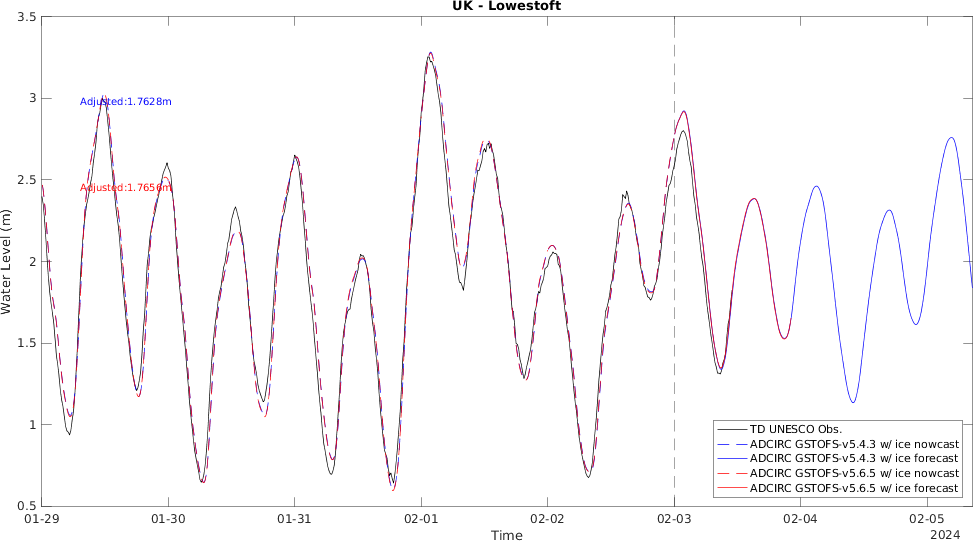 UK - Lowestoft
3.5
3
2.5
2
1.5
1
0.5
Water Level (m)
Adjusted:1.7628m
Adjusted:1.7656m
TD UNESCO Obs.
ADCIRC GSTOFS-v5.4.3 w/ ice nowcast
ADCIRC GSTOFS-v5.4.3 w/ ice forecast
ADCIRC GSTOFS-v5.6.5 w/ ice nowcast
ADCIRC GSTOFS-v5.6.5 w/ ice forecast
01-29 01-30 01-31 02-01 02-02 02-03 02-04 02-05
Time
2024